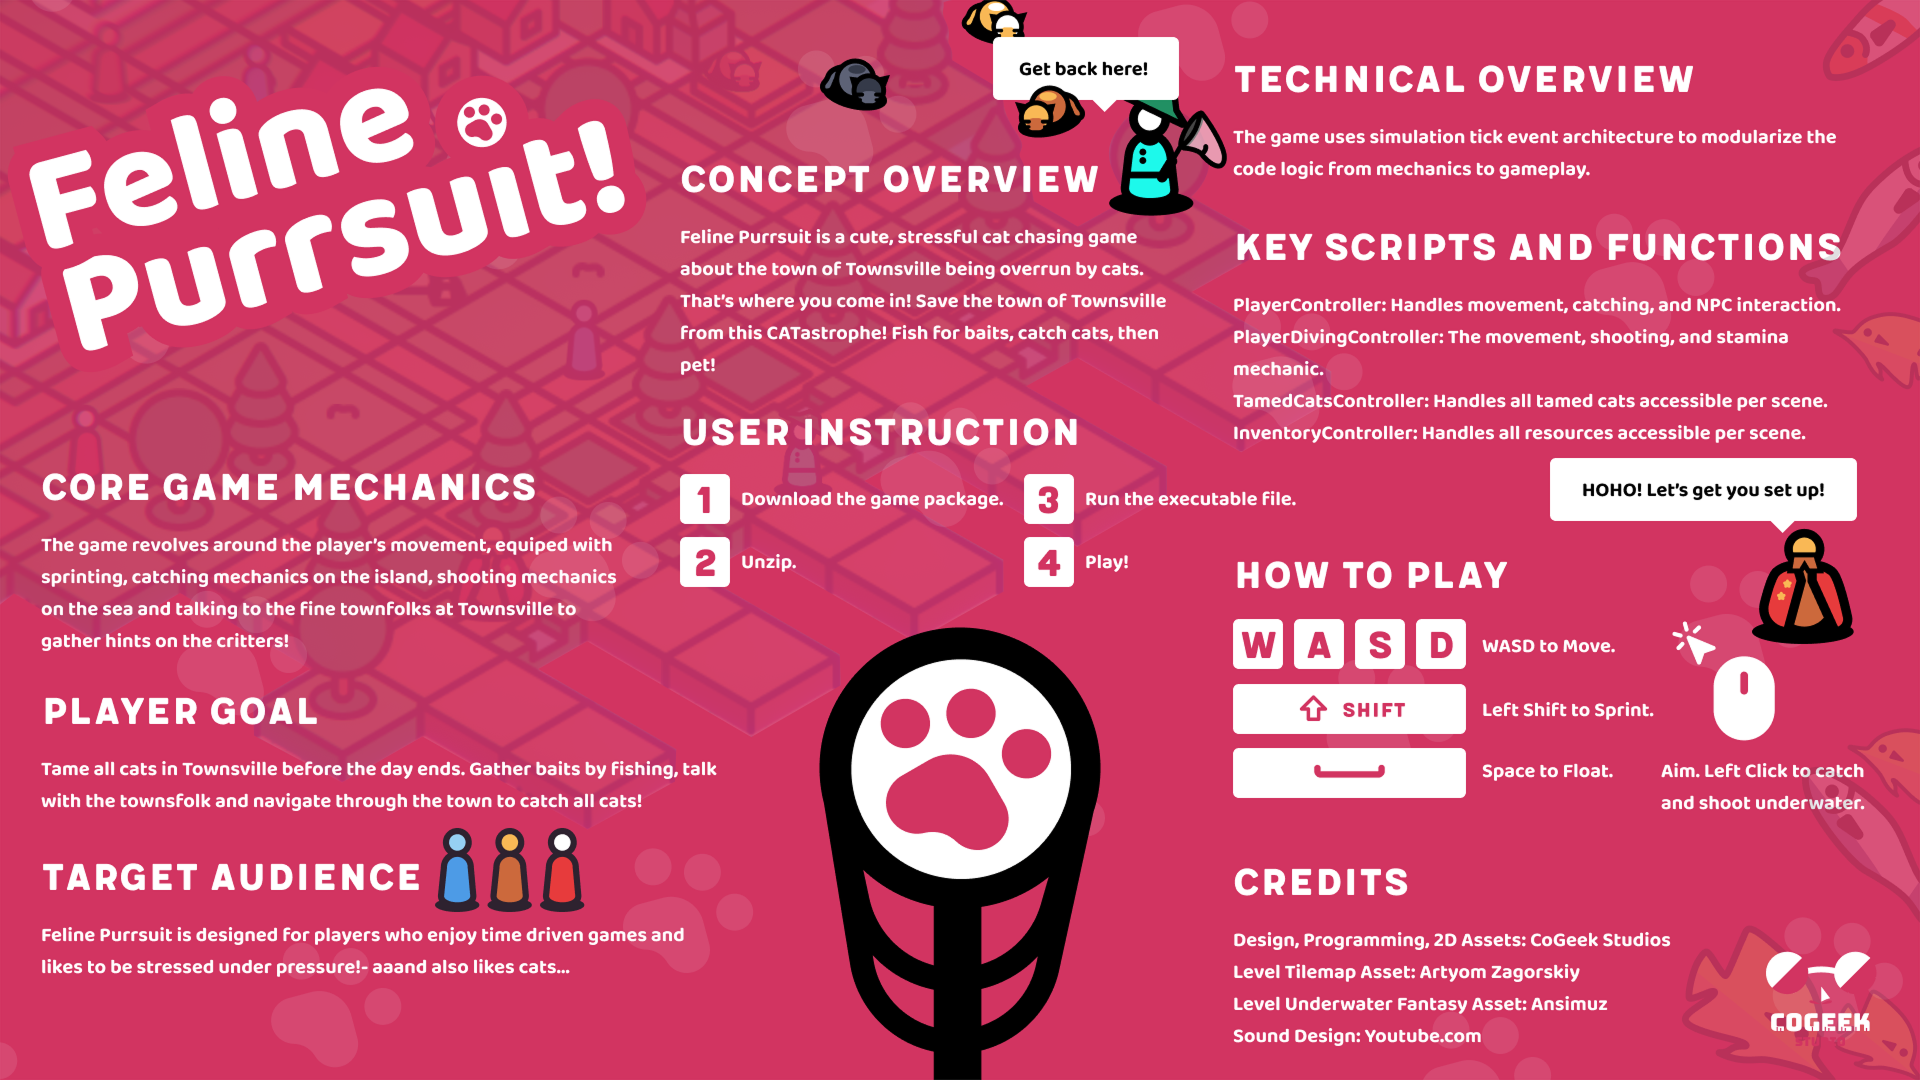 Feline
Purrsuit!
CORE GAME MECHANICS
The game revolves around the player's movement, equiped with
sprinting, catching mechanics on the island, shooting mechanics
on the sea and talking to the fine townfolks at Townsville to
gather hints on the critters!
PLAYER GOAL
Tame all cats in Townsville before the day ends. Gather baits by fishing, talk
with the townsfolk and navigate through the town to catch all cats!
TARGET AUDIENCE
Feline Purrsuit is designed for players who enjoy time driven games and
likes to be stressed under pressure!- aaand also likes cats...
Get back here!
CONCEPT OVERVIEW
Feline Purrsuit is a cute, stressful cat chasing game
about the town of Townsville being overrun by cats.
That's where you come in! Save the town of Townsville
from this CATastrophe! Fish for baits, catch cats, then
pet!
USER INSTRUCTION
1 Download the game package.
2 Unzip.
3 Run the executable file.
4 Play!
TECHNICAL OVERVIEW
The game uses simulation tick event architecture to modularize the
code logic from mechanics to gameplay.
KEY SCRIPTS AND FUNCTIONS
PlayerController: Handles movement, catching, and NPC interaction.
PlayerDivingController: The movement, shooting, and stamina
mechanic.
TamedCatsController: Handles all tamed cats accessible per scene.
InventoryController: Handles all resources accessible per scene.
HOHO! Let's get you set up!
HOW TO PLAY
W A S D WASD to Move.
SHIFT Left Shift to Sprint.
Space to Float.
Aim. Left Click to catch
and shoot underwater.
CREDITS
Design, Programming, 2D Assets: CoGeek Studios
Level Tilemap Asset: Artyom Zagorskiy
Level Underwater Fantasy Asset: Ansimuz
Sound Design: Youtube.com
COGEEK
STUDIO